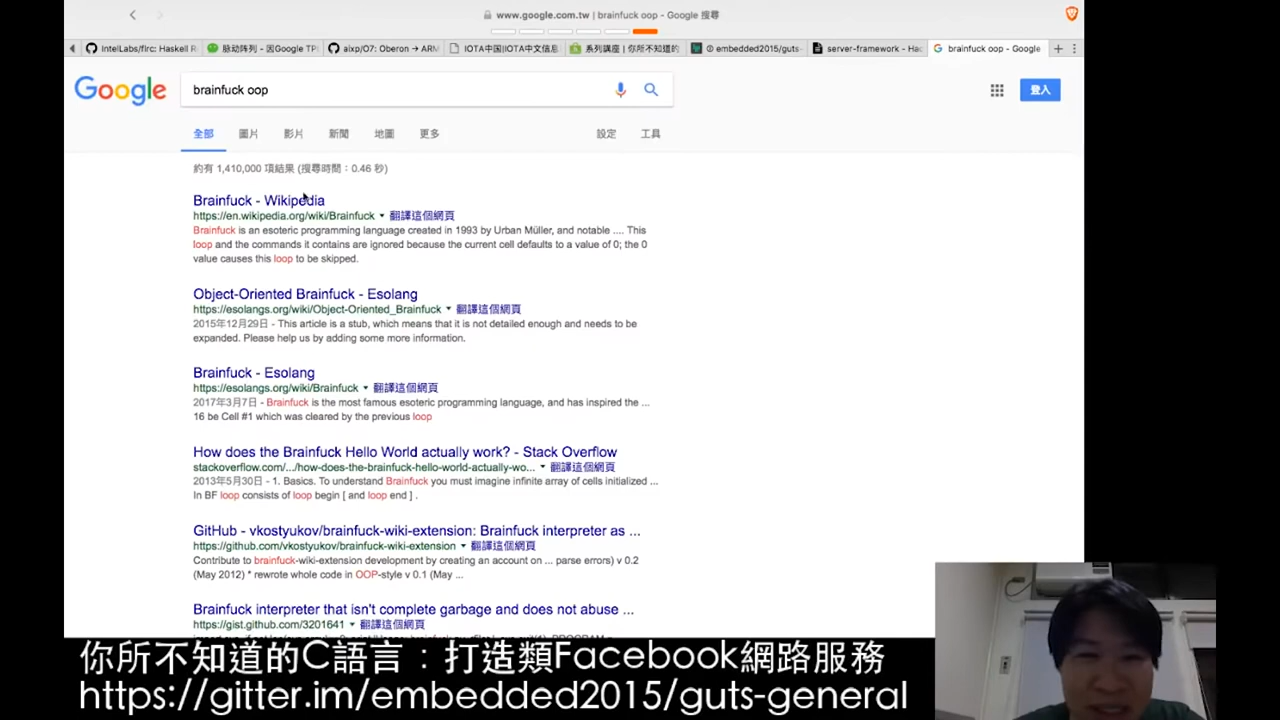 www.google.com.tw | brainfuck oop - Google 搜尋
IntelLabs/flrc: Haskell R
脉动阵列 - 因Google TP
aixp/O7: Oberon → ARM
IOTA中国|IOTA中文信息
系列講座 | 你所不知道的
embedded2015/guts-
server-framework - Hac
brainfuck oop - Google
Google
brainfuck oop
登入
全部 圖片 影片 新聞 地圖 更多 設定 工具
約有 1,410,000 項結果 (搜尋時間：0.46 秒)
Brainfuck - Wikipedia
https://en.wikipedia.org/wiki/Brainfuck 翻譯這個網頁
Brainfuck is an esoteric programming language created in 1993 by Urban Müller, and notable .... This
loop and the commands it contains are ignored because the current cell defaults to a value of 0; the 0
value causes this loop to be skipped.
Object-Oriented Brainfuck - Esolang
https://esolangs.org/wiki/Object-Oriented_Brainfuck 翻譯這個網頁
2015年12月29日 - This article is a stub, which means that it is not detailed enough and needs to be
expanded. Please help us by adding some more information.
Brainfuck - Esolang
https://esolangs.org/wiki/Brainfuck 翻譯這個網頁
2017年3月7日 - Brainfuck is the most famous esoteric programming language, and has inspired the ...
16 be Cell #1 which was cleared by the previous loop
How does the Brainfuck Hello World actually work? - Stack Overflow
stackoverflow.com/.../how-does-the-brainfuck-hello-world-actually-wo... 翻譯這個網頁
2013年5月30日 - 1. Basics. To understand Brainfuck you must imagine infinite array of cells initialized ...
In BF loop consists of loop begin [ and loop end ] .
GitHub - vkostyukov/brainfuck-wiki-extension: Brainfuck interpreter as ...
https://github.com/vkostyukov/brainfuck-wiki-extension 翻譯這個網頁
Contribute to brainfuck-wiki-extension development by creating an account on ... parse errors) v 0.2
(May 2012) * rewrote whole code in OOP-style v 0.1 (May ...
Brainfuck interpreter that isn't complete garbage and does not abuse ...
https://gist.github.com/3201641 翻譯這個網頁
你所不知道的C語言：打造類Facebook網路服務
https://gitter.im/embedded2015/guts-general